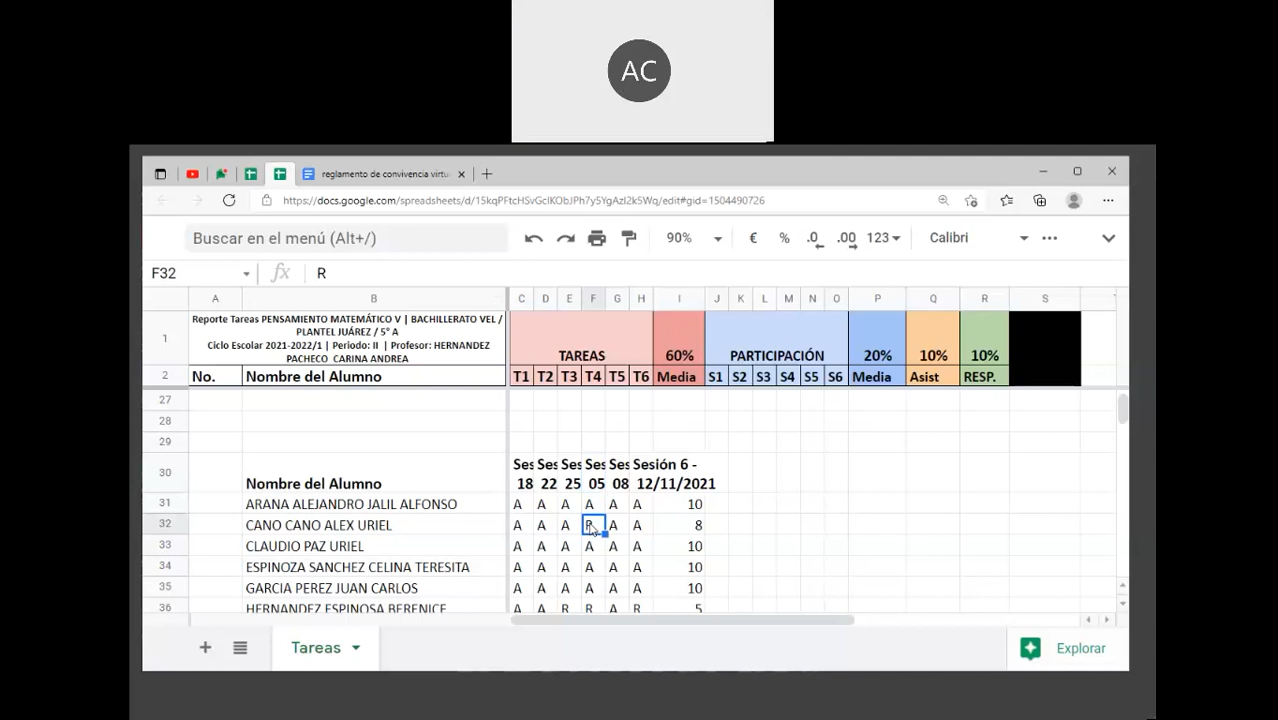 AC
reglamento de convivencia virtu
https://docs.google.com/spreadsheets/d/15kqPFtcHSvGcIKObJPh7y5YgAzI2k5Wq/edit#gid=1504490726
Buscar en el menú (Alt+/) 90% € % .0 .00 123 Calibri
F32 fx R
A B C D E F G H I J K L M N O P Q R S
1 Reporte Tareas PENSAMIENTO MATEMÁTICO V | BACHILLERATO VEL /
PLANTEL JUÁREZ / 5° A
Ciclo Escolar 2021-2022/1 | Periodo: II | Profesor: HERNANDEZ
PACHECO CARINA ANDREA
TAREAS 60% PARTICIPACIÓN 20% 10% 10%
2 No. Nombre del Alumno T1 T2 T3 T4 T5 T6 Media S1 S2 S3 S4 S5 S6 Media Asist RESP.
27
28
29
30 Nombre del Alumno
Ses Ses Ses Ses Ses Sesión 6 -
18 22 25 05 08 12/11/2021
31 ARANA ALEJANDRO JALIL ALFONSO A A A A A A 10
32 CANO CANO ALEX URIEL A A A R A A 8
33 CLAUDIO PAZ URIEL A A A A A A 10
34 ESPINOZA SANCHEZ CELINA TERESITA A A A A A A 10
35 GARCIA PEREZ JUAN CARLOS A A A A A A 10
36 HERNANDEZ ESPINOSA BERENICE A A R R A R 5
Tareas Explorar